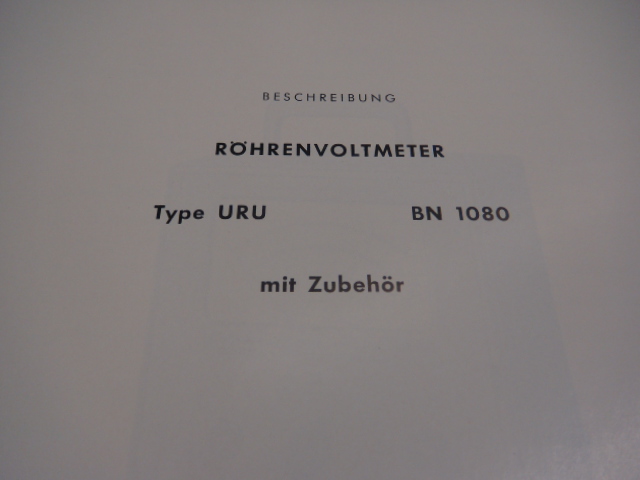 BESCHREIBUNG
RÖHRENVOLTMETER
Type URU BN 1080
mit Zubehör